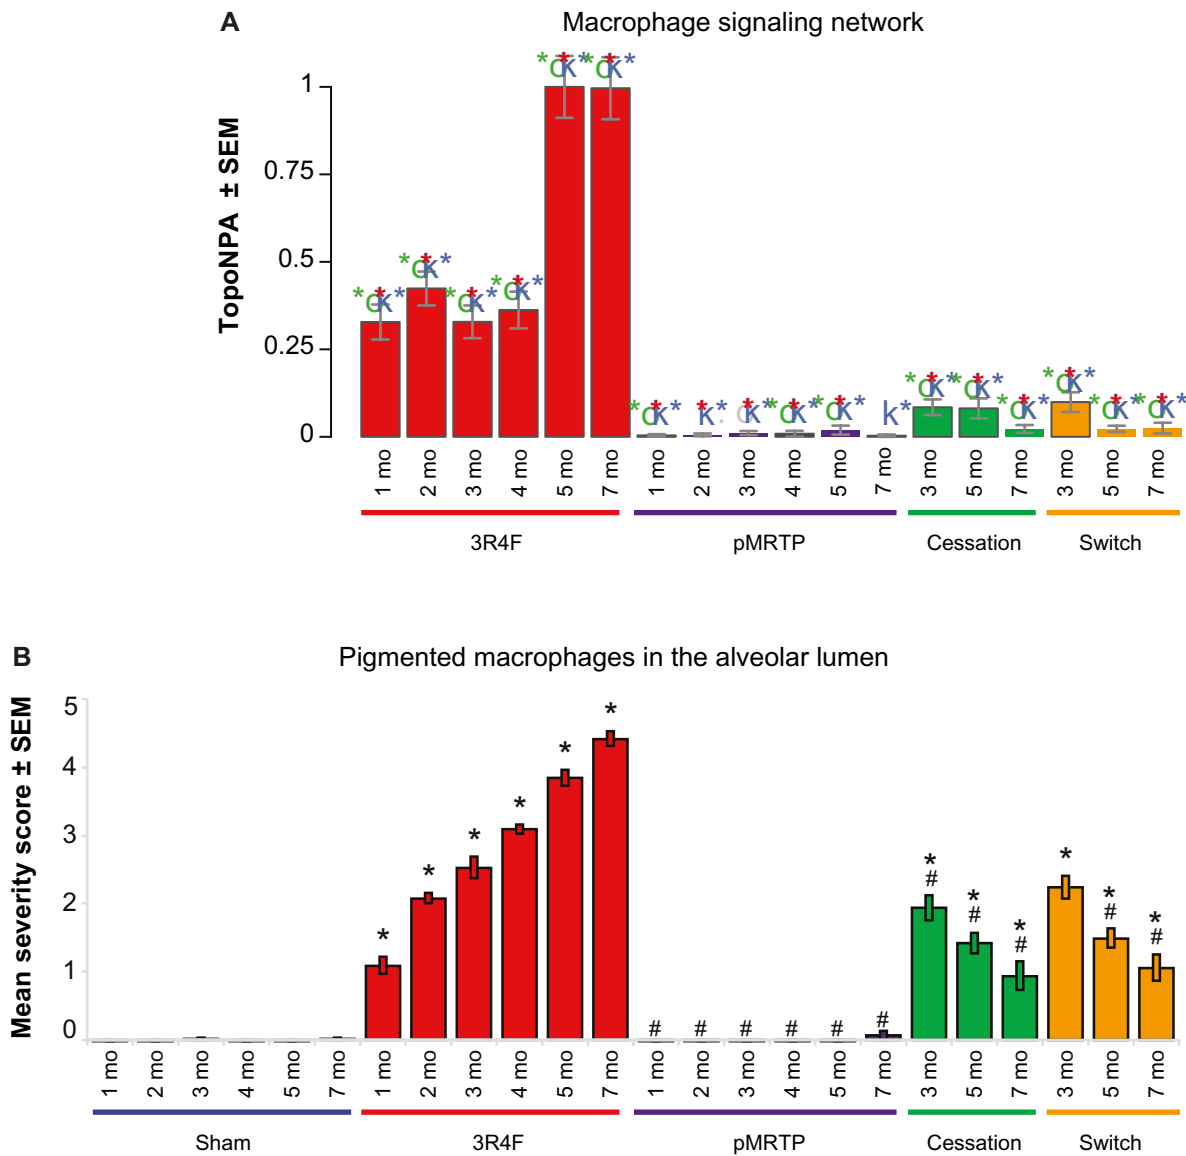 A
Macrophage signaling network
TopoNPA ± SEM
1
0.75
0.5
0.25
0
*O*K* *O*K* *O*K* *O*K* *O*K* *O*K* *O*K* *K* . O*K* *O*K* *O*K* K* *O*K* *O*K* *O*K* *O*K* *O*K* *O*K*
1 mo 2 mo 3 mo 4 mo 5 mo 7 mo 1 mo 2 mo 3 mo 4 mo 5 mo 7 mo 3 mo 5 mo 7 mo 3 mo 5 mo 7 mo
3R4F pMRTP Cessation Switch
B
Pigmented macrophages in the alveolar lumen
Mean severity score ± SEM
5
4
3
2
1
0
* * * * * * * * * * * *
# # # # # # # # # # #
1 mo 2 mo 3 mo 4 mo 5 mo 7 mo 1 mo 2 mo 3 mo 4 mo 5 mo 7 mo 1 mo 2 mo 3 mo 4 mo 5 mo 7 mo 3 mo 5 mo 7 mo 3 mo 5 mo 7 mo
Sham 3R4F pMRTP Cessation Switch